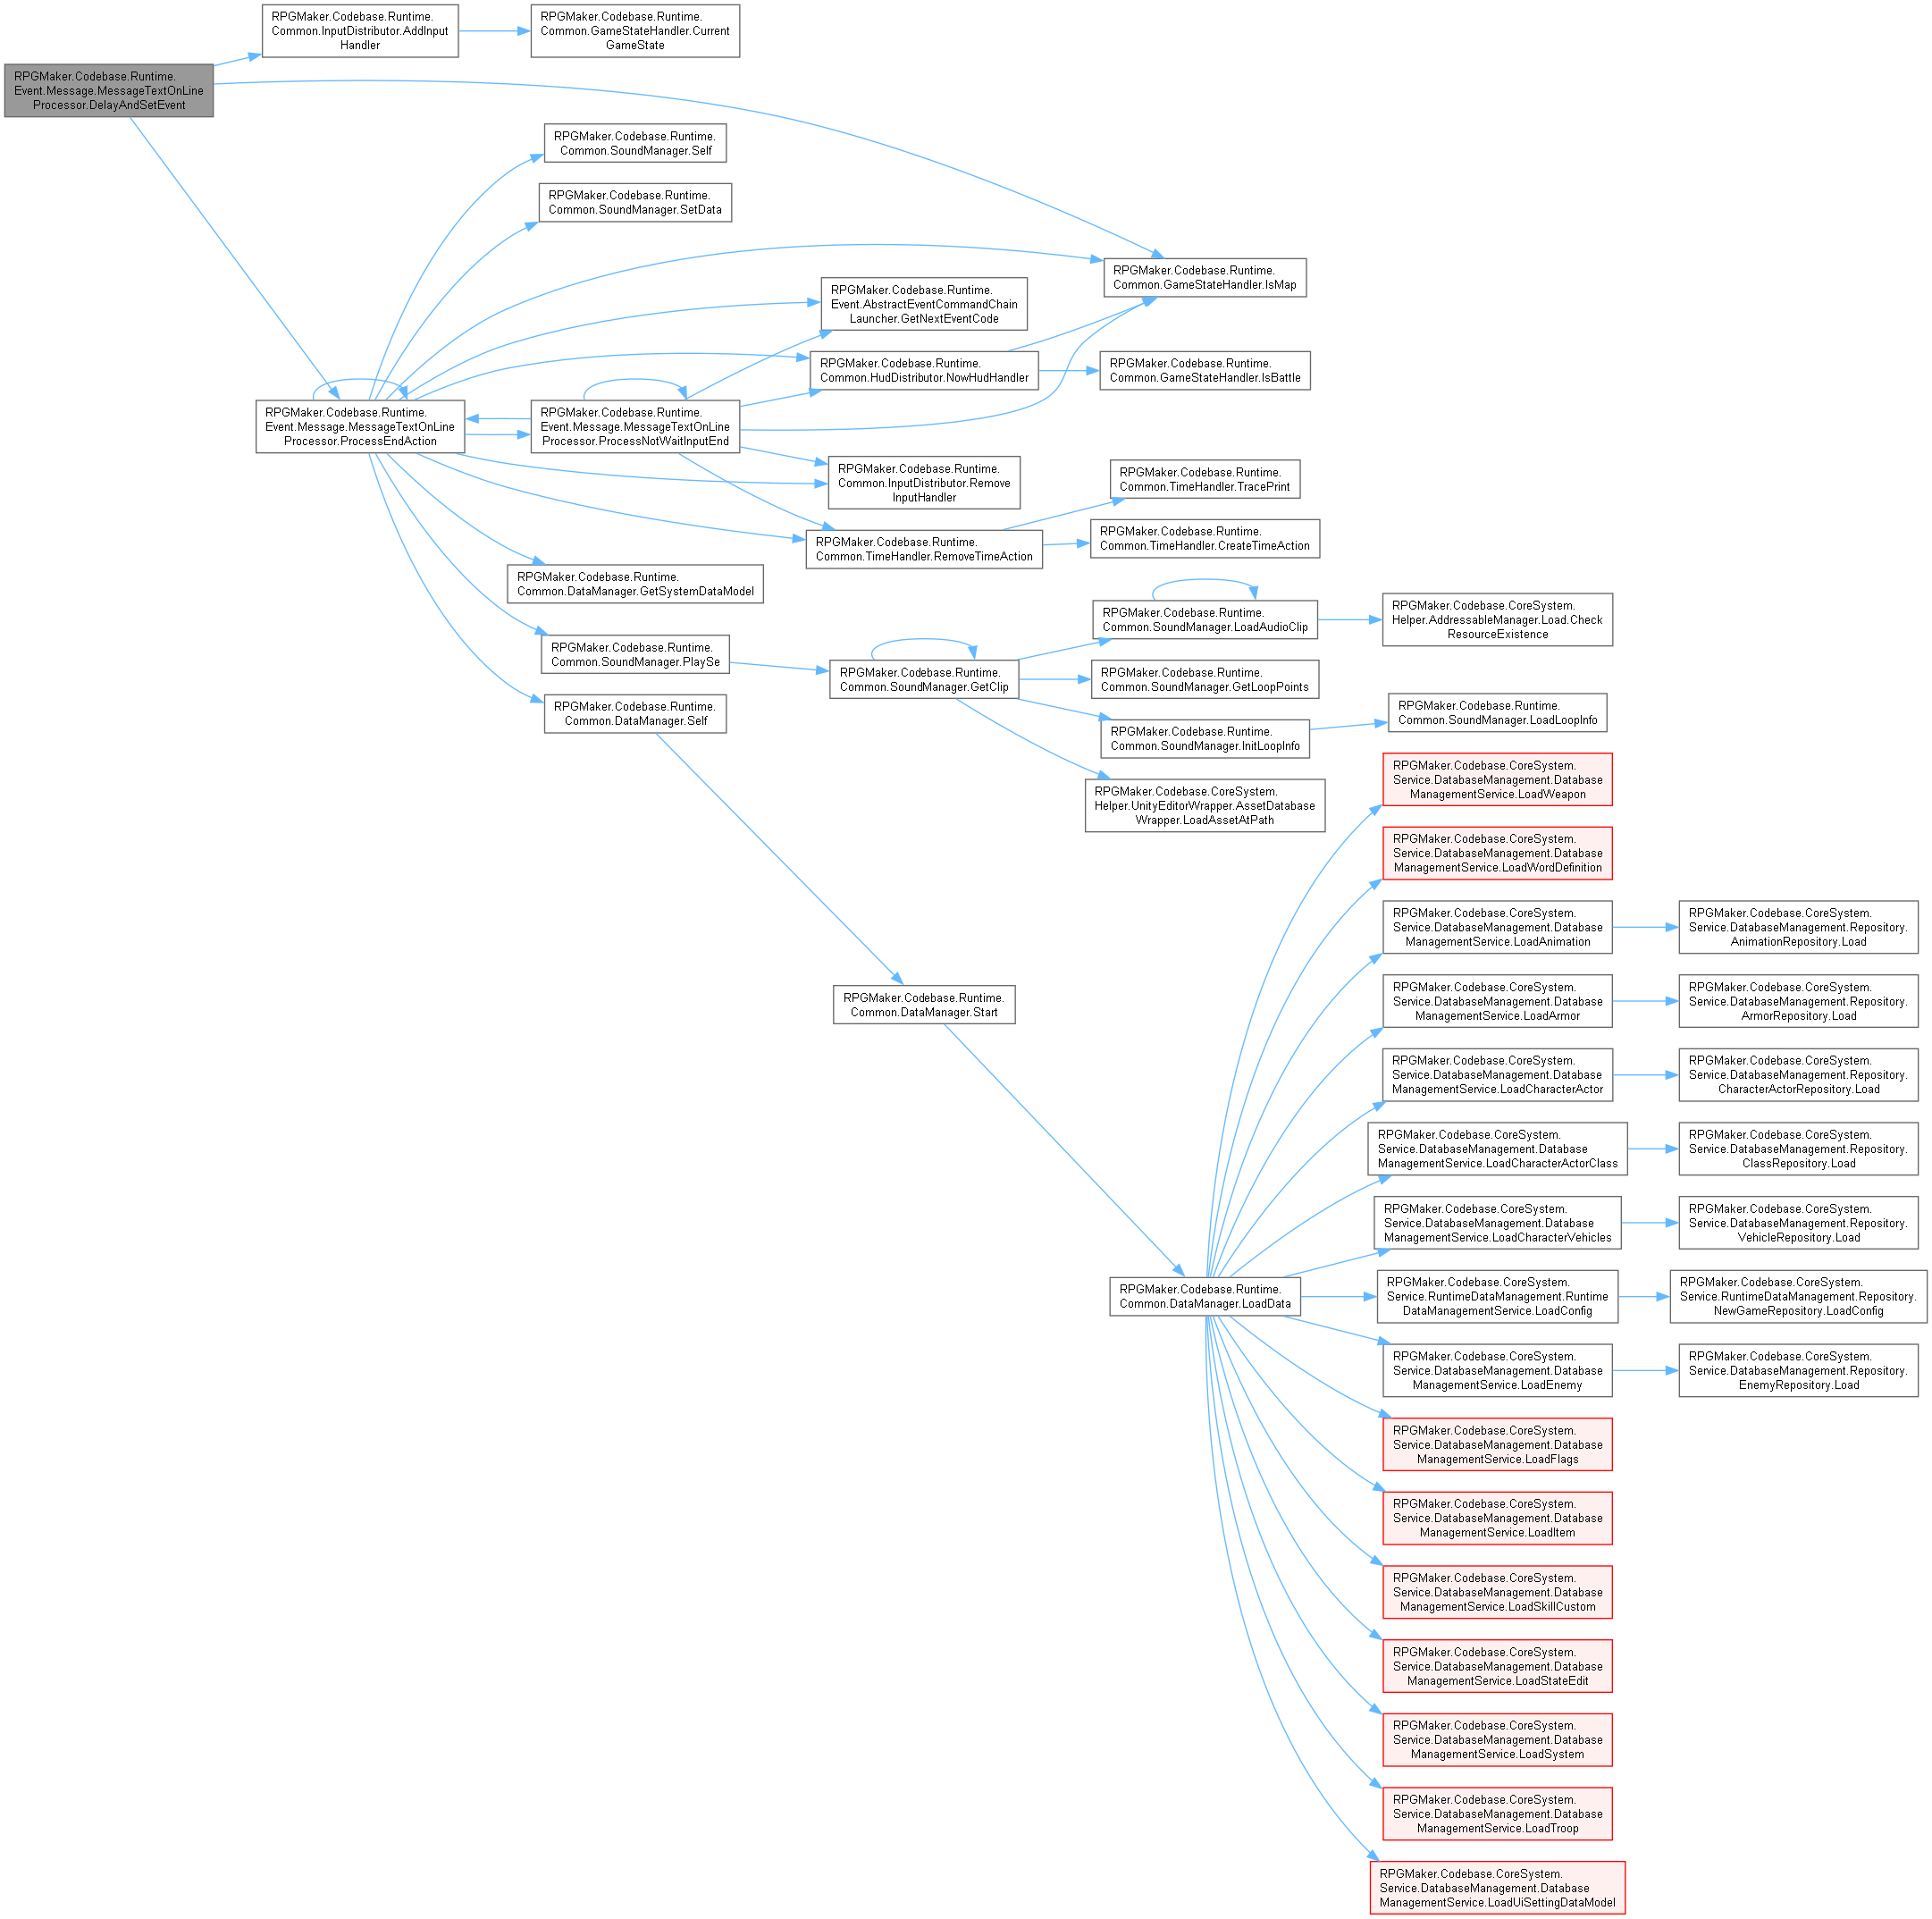 RPGMaker.Codebase.Runtime.
Event.Message.MessageTextOnLine
Processor.DelayAndSetEvent
RPGMaker.Codebase.Runtime.
Common.InputDistributor.AddInput
Handler
RPGMaker.Codebase.Runtime.
Common.GameStateHandler.Current
GameState
RPGMaker.Codebase.Runtime.
Common.SoundManager.Self
RPGMaker.Codebase.Runtime.
Common.SoundManager.SetData
RPGMaker.Codebase.Runtime.
Common.GameStateHandler.IsMap
RPGMaker.Codebase.Runtime.
Event.AbstractEventCommandChain
Launcher.GetNextEventCode
RPGMaker.Codebase.Runtime.
Common.HudDistributor.NowHudHandler
RPGMaker.Codebase.Runtime.
Common.GameStateHandler.IsBattle
RPGMaker.Codebase.Runtime.
Event.Message.MessageTextOnLine
Processor.ProcessEndAction
RPGMaker.Codebase.Runtime.
Event.Message.MessageTextOnLine
Processor.ProcessNotWaitInputEnd
RPGMaker.Codebase.Runtime.
Common.InputDistributor.Remove
InputHandler
RPGMaker.Codebase.Runtime.
Common.TimeHandler.TracePrint
RPGMaker.Codebase.Runtime.
Common.TimeHandler.RemoveTimeAction
RPGMaker.Codebase.Runtime.
Common.TimeHandler.CreateTimeAction
RPGMaker.Codebase.Runtime.
Common.DataManager.GetSystemDataModel
RPGMaker.Codebase.Runtime.
Common.SoundManager.LoadAudioClip
RPGMaker.Codebase.CoreSystem.
Helper.AddressableManager.Load.Check
ResourceExistence
RPGMaker.Codebase.Runtime.
Common.SoundManager.PlaySe
RPGMaker.Codebase.Runtime.
Common.SoundManager.GetClip
RPGMaker.Codebase.Runtime.
Common.SoundManager.GetLoopPoints
RPGMaker.Codebase.Runtime.
Common.DataManager.Self
RPGMaker.Codebase.Runtime.
Common.SoundManager.InitLoopInfo
RPGMaker.Codebase.Runtime.
Common.SoundManager.LoadLoopInfo
RPGMaker.Codebase.CoreSystem.
Helper.UnityEditorWrapper.AssetDatabase
Wrapper.LoadAssetAtPath
RPGMaker.Codebase.CoreSystem.
Service.DatabaseManagement.Database
ManagementService.LoadWeapon
RPGMaker.Codebase.CoreSystem.
Service.DatabaseManagement.Database
ManagementService.LoadWordDefinition
RPGMaker.Codebase.CoreSystem.
Service.DatabaseManagement.Database
ManagementService.LoadAnimation
RPGMaker.Codebase.CoreSystem.
Service.DatabaseManagement.Repository.
AnimationRepository.Load
RPGMaker.Codebase.Runtime.
Common.DataManager.Start
RPGMaker.Codebase.CoreSystem.
Service.DatabaseManagement.Database
ManagementService.LoadArmor
RPGMaker.Codebase.CoreSystem.
Service.DatabaseManagement.Repository.
ArmorRepository.Load
RPGMaker.Codebase.CoreSystem.
Service.DatabaseManagement.Database
ManagementService.LoadCharacterActor
RPGMaker.Codebase.CoreSystem.
Service.DatabaseManagement.Repository.
CharacterActorRepository.Load
RPGMaker.Codebase.CoreSystem.
Service.DatabaseManagement.Database
ManagementService.LoadCharacterActorClass
RPGMaker.Codebase.CoreSystem.
Service.DatabaseManagement.Repository.
ClassRepository.Load
RPGMaker.Codebase.CoreSystem.
Service.DatabaseManagement.Database
ManagementService.LoadCharacterVehicles
RPGMaker.Codebase.CoreSystem.
Service.DatabaseManagement.Repository.
VehicleRepository.Load
RPGMaker.Codebase.Runtime.
Common.DataManager.LoadData
RPGMaker.Codebase.CoreSystem.
Service.RuntimeDataManagement.Runtime
DataManagementService.LoadConfig
RPGMaker.Codebase.CoreSystem.
Service.RuntimeDataManagement.Repository.
NewGameRepository.LoadConfig
RPGMaker.Codebase.CoreSystem.
Service.DatabaseManagement.Database
ManagementService.LoadEnemy
RPGMaker.Codebase.CoreSystem.
Service.DatabaseManagement.Repository.
EnemyRepository.Load
RPGMaker.Codebase.CoreSystem.
Service.DatabaseManagement.Database
ManagementService.LoadFlags
RPGMaker.Codebase.CoreSystem.
Service.DatabaseManagement.Database
ManagementService.LoadItem
RPGMaker.Codebase.CoreSystem.
Service.DatabaseManagement.Database
ManagementService.LoadSkillCustom
RPGMaker.Codebase.CoreSystem.
Service.DatabaseManagement.Database
ManagementService.LoadStateEdit
RPGMaker.Codebase.CoreSystem.
Service.DatabaseManagement.Database
ManagementService.LoadSystem
RPGMaker.Codebase.CoreSystem.
Service.DatabaseManagement.Database
ManagementService.LoadTroop
RPGMaker.Codebase.CoreSystem.
Service.DatabaseManagement.Database
ManagementService.LoadUiSettingDataModel